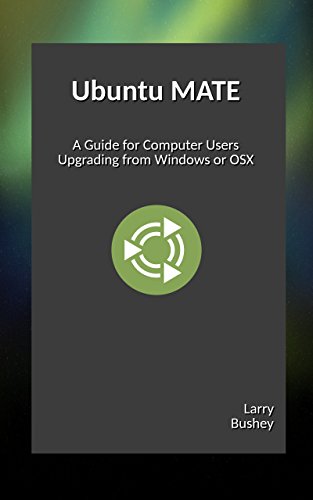 Ubuntu MATE
A Guide for Computer Users
Upgrading from Windows or OSX
Larry
Bushey